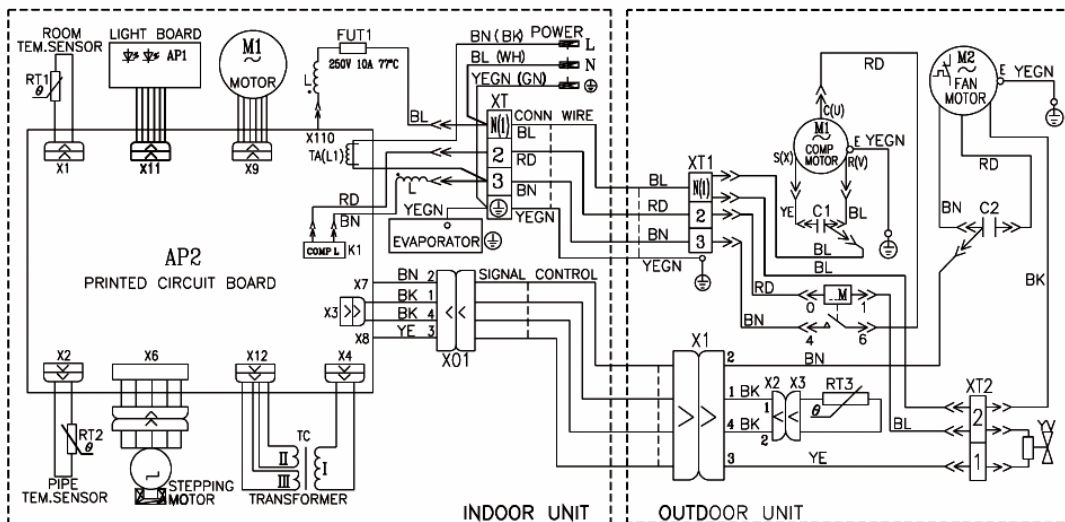 ROOM
TEM.SENSOR
RT1
θ
X1
LIGHT BOARD
AP1
X11
M1
~
MOTOR
X9
FUT1
250V 10A 77°C
L
BL
X110
TA(L1)
BN (BK) POWER
L
BL (WH)
N
YEGN (GN)
XT
CONN WIRE
N(1)
BL
2
RD
3
BN
YEGN
L
RD
BN
YEGN
COMP L
K1
EVAPORATOR
AP2
PRINTED CIRCUIT BOARD
X7
BN 2
SIGNAL CONTROL
X3
BK 1
BK 4
X8
YE 3
X01
X2
X6
X12
X4
RT2
θ
PIPE
TEM.SENSOR
STEPPING
MOTOR
TC
II
III
I
TRANSFORMER
INDOOR UNIT
RD
C(U)
M1
~
COMP
MOTOR
S(X)
R(V)
E YEGN
YE
C1
BL
M2
~
FAN
MOTOR
E YEGN
RD
BN
C2
BK
XT1
BL
N(1)
RD
2
BN
3
YEGN
BL
BL
RD
0
M
1
BN
4
6
BN
X1
2
1 BK
X2 X3
RT3
1
θ
4 BK
2
3
YE
BL
XT2
2
1
OUTDOOR UNIT